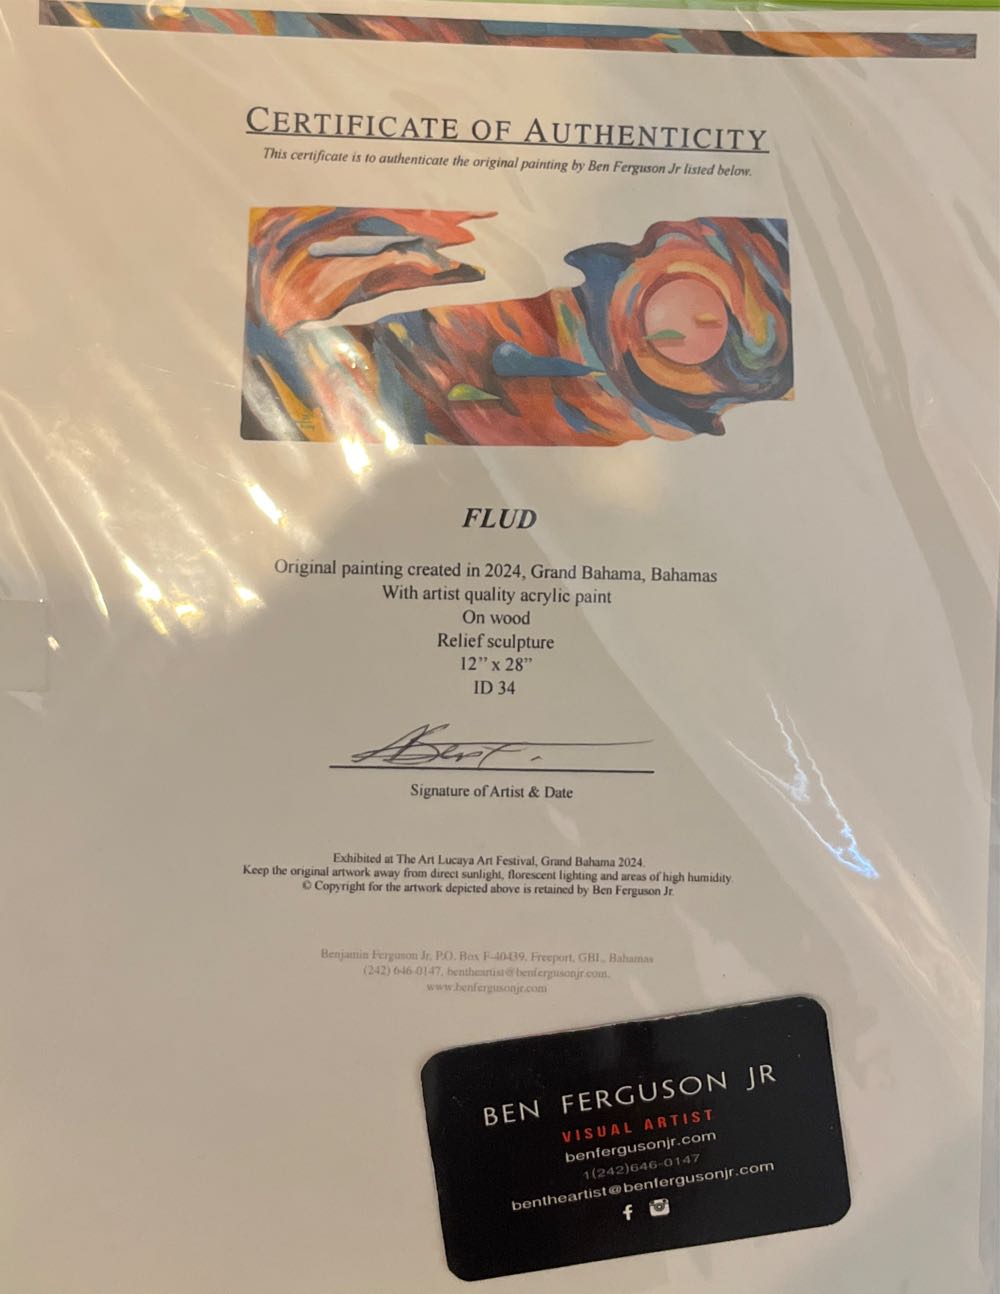 CERTIFICATE OF AUTHENTICITY
This certificate is to authenticate the original painting by Ben Ferguson Jr listed below.
FLUD
Original painting created in 2024, Grand Bahama, Bahamas
With artist quality acrylic paint
On wood
Relief sculpture
12” x 28”
ID 34
Signature of Artist & Date
Exhibited at The Art Lucaya Art Festival, Grand Bahama 2024.
Keep the original artwork away from direct sunlight, florescent lighting and areas of high humidity.
© Copyright for the artwork depicted above is retained by Ben Ferguson Jr.
Benjamin Ferguson Jr. P.O. Box F-40439, Freeport, GBI., Bahamas
(242) 646-0147, bentheartist@benfergusonjr.com,
www.benfergusonjr.com
BEN FERGUSON JR
VISUAL ARTIST
benfergusonjr.com
1(242)646-0147
bentheartist@benfergusonjr.com